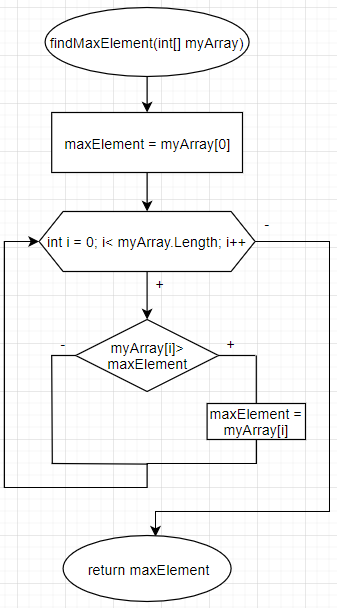 findMaxElement(int[] myArray)
maxElement = myArray[0]
int i = 0; i< myArray.Length; i++
-
+
-
myArray[i]>
maxElement
+
maxElement =
myArray[i]
return maxElement